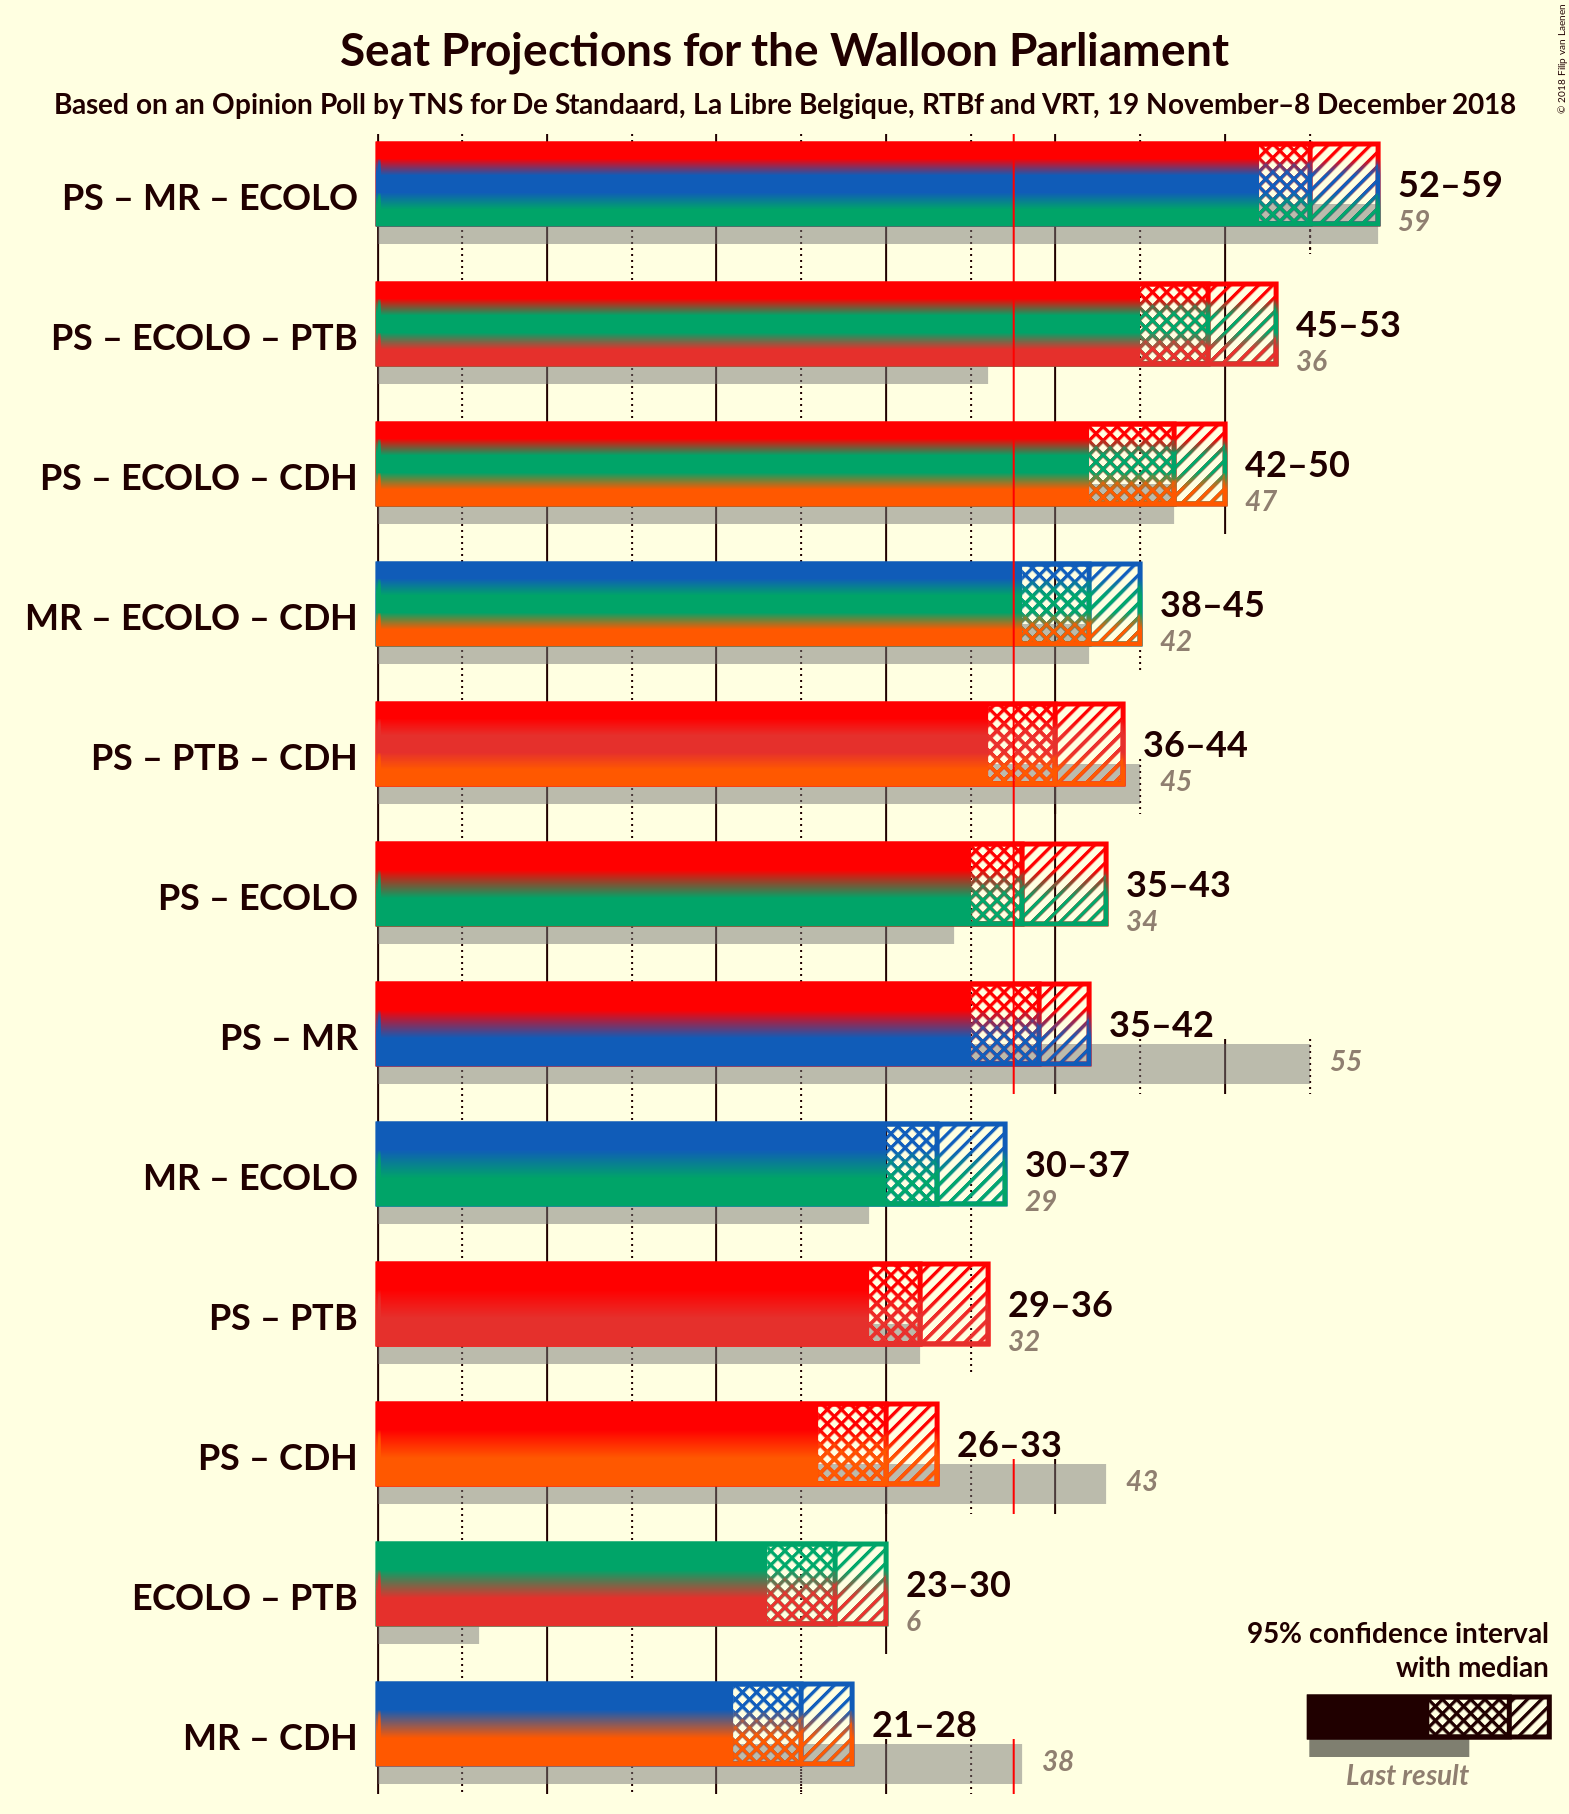 Seat Projections for the Walloon Parliament
Based on an Opinion Poll by TNS for De Standaard, La Libre Belgique, RTBf and VRT, 19 November–8 December 2018
© 2018 Filip van Laenen
PS – MR – ECOLO
52–59
59
PS – ECOLO – PTB
45–53
36
PS – ECOLO – CDH
42–50
47
MR – ECOLO – CDH
38–45
42
PS – PTB – CDH
36–44
45
PS – ECOLO
35–43
34
PS – MR
35–42
55
MR – ECOLO
30–37
29
PS – PTB
29–36
32
PS – CDH
26–33
43
ECOLO – PTB
23–30
6
MR – CDH
21–28
38
95% confidence interval
with median
Last result